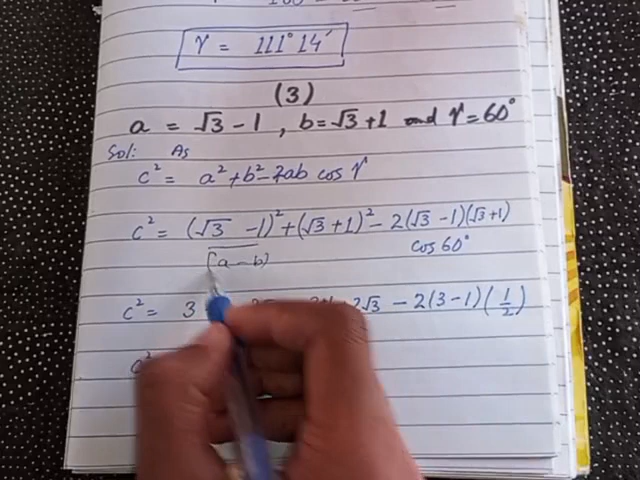 γ = 111°14′
(3)
a = √3 - 1 , b = √3 + 1 and γ = 60°
Sol: As
c² = a² + b² - 2ab cos γ
c² = (√3 - 1)² + (√3 + 1)² - 2(√3 - 1)(√3 + 1)
cos 60°
(a - b)
c² = 3 2√3 - 2(3 - 1)(1/2)